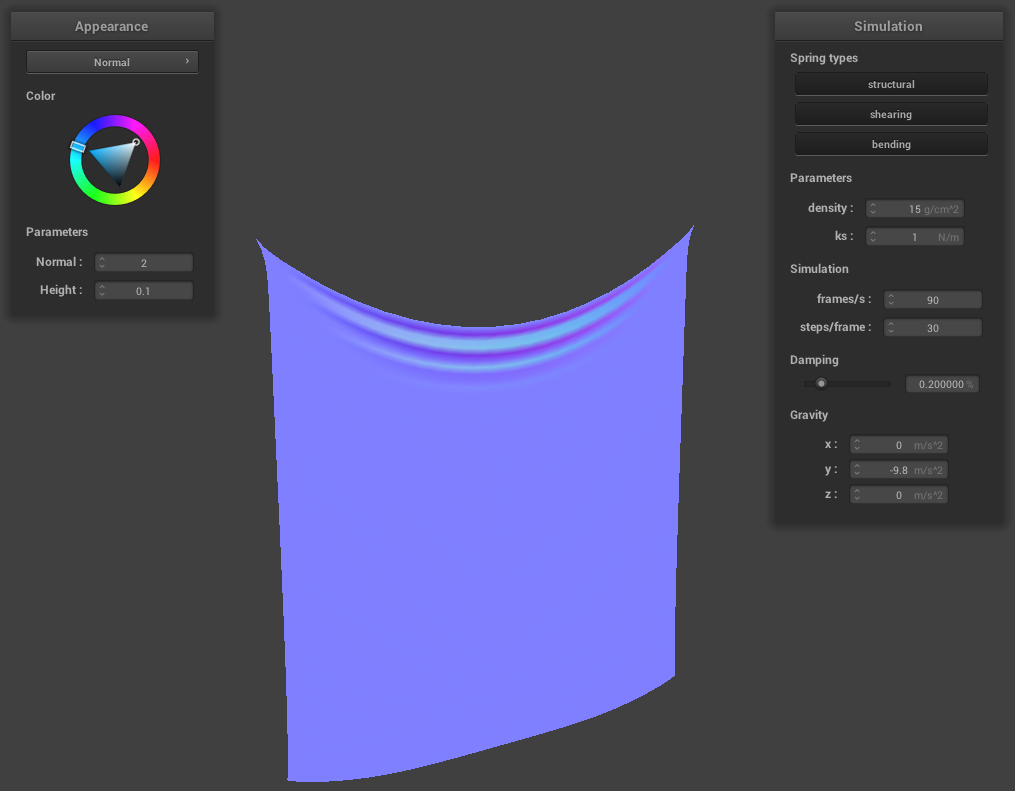 Appearance
Normal ›
Color
Parameters
Normal : 2
Height : 0.1
Simulation
Spring types
structural
shearing
bending
Parameters
density : 15 g/cm^2
ks : 1 N/m
Simulation
frames/s : 90
steps/frame : 30
Damping
0.200000 %
Gravity
x : 0 m/s^2
y : -9.8 m/s^2
z : 0 m/s^2